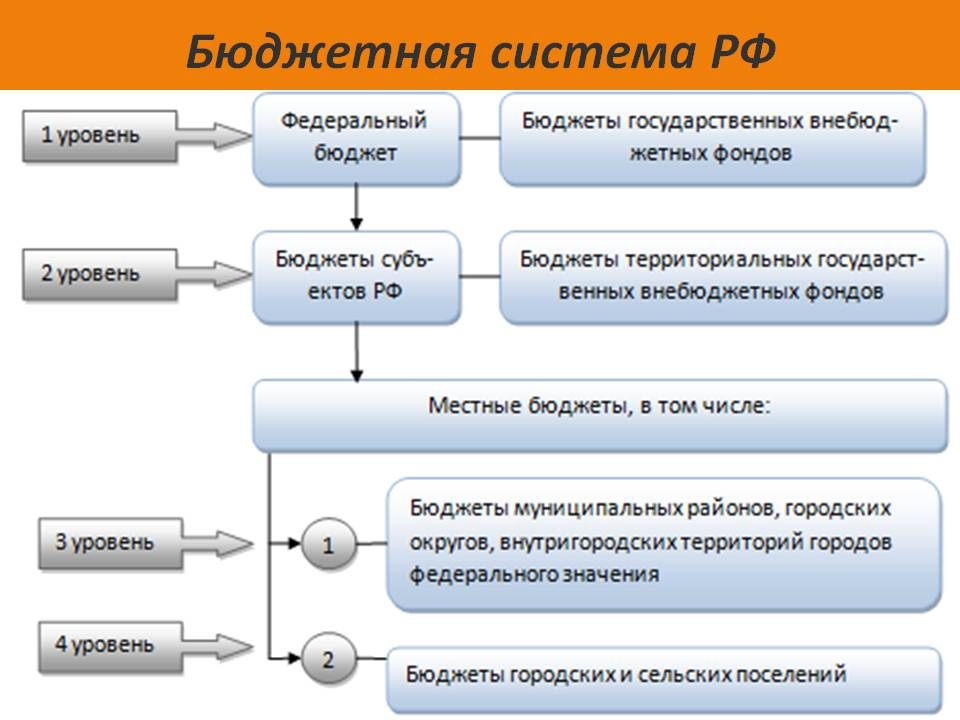 Бюджетная система РФ
1 уровень
Федеральный
бюджет
Бюджеты государственных внебюд-
жетных фондов
2 уровень
Бюджеты субъ-
ектов РФ
Бюджеты территориальных государст-
венных внебюджетных фондов
Местные бюджеты, в том числе:
3 уровень
1
Бюджеты муниципальных районов, городских
округов, внутригородских территорий городов
федерального значения
4 уровень
2
Бюджеты городских и сельских поселений